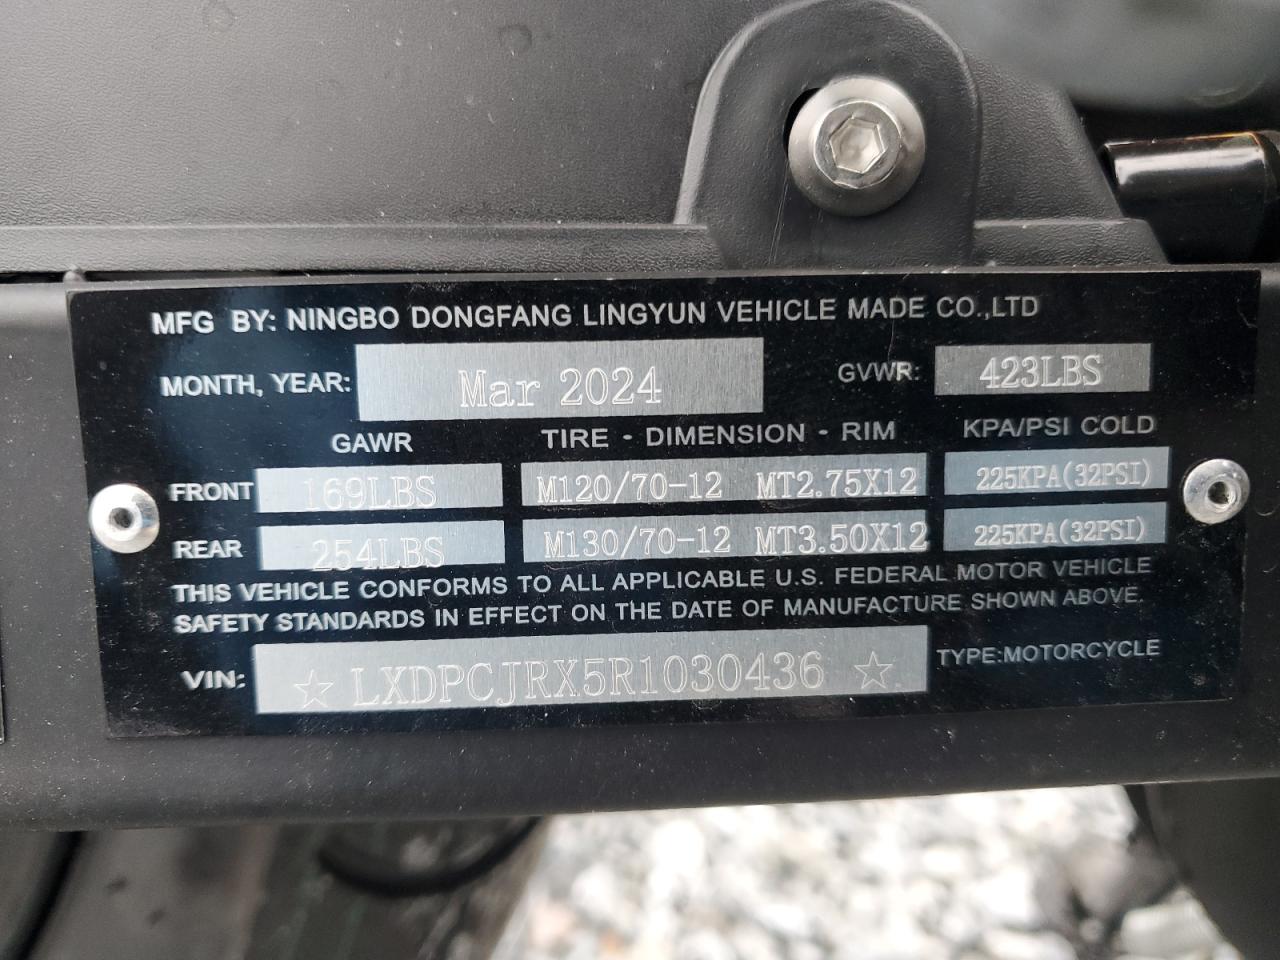 MFG BY: NINGBO DONGFANG LINGYUN VEHICLE MADE CO.,LTD
MONTH, YEAR: Mar 2024 GVWR: 423LBS
GAWR TIRE - DIMENSION - RIM KPA/PSI COLD
FRONT 169LBS M120/70-12 MT2.75X12 225KPA(32PSI)
REAR 254LBS M130/70-12 MT3.50X12 225KPA(32PSI)
THIS VEHICLE CONFORMS TO ALL APPLICABLE U.S. FEDERAL MOTOR VEHICLE
SAFETY STANDARDS IN EFFECT ON THE DATE OF MANUFACTURE SHOWN ABOVE.
VIN: ☆ LXDPCJRX5R1030436 ☆ TYPE:MOTORCYCLE